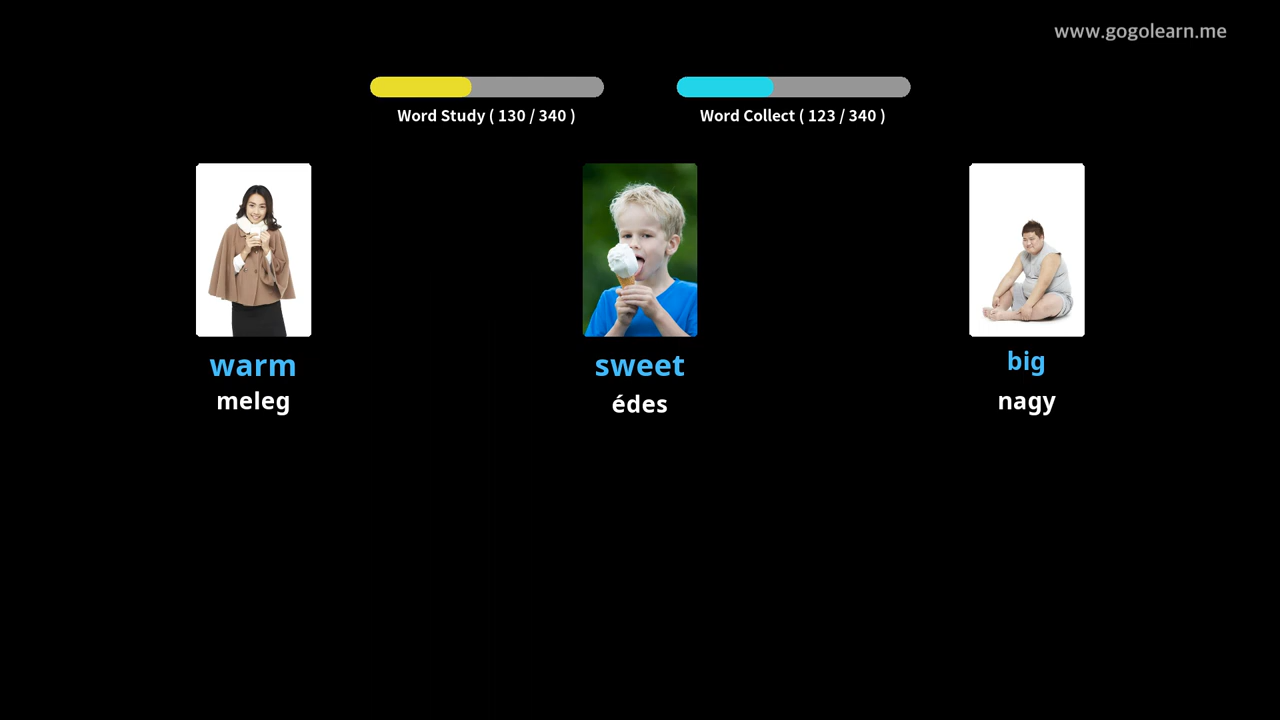 www.gogolearn.me
Word Study ( 130 / 340 )
Word Collect ( 123 / 340 )
warm
meleg
sweet
édes
big
nagy